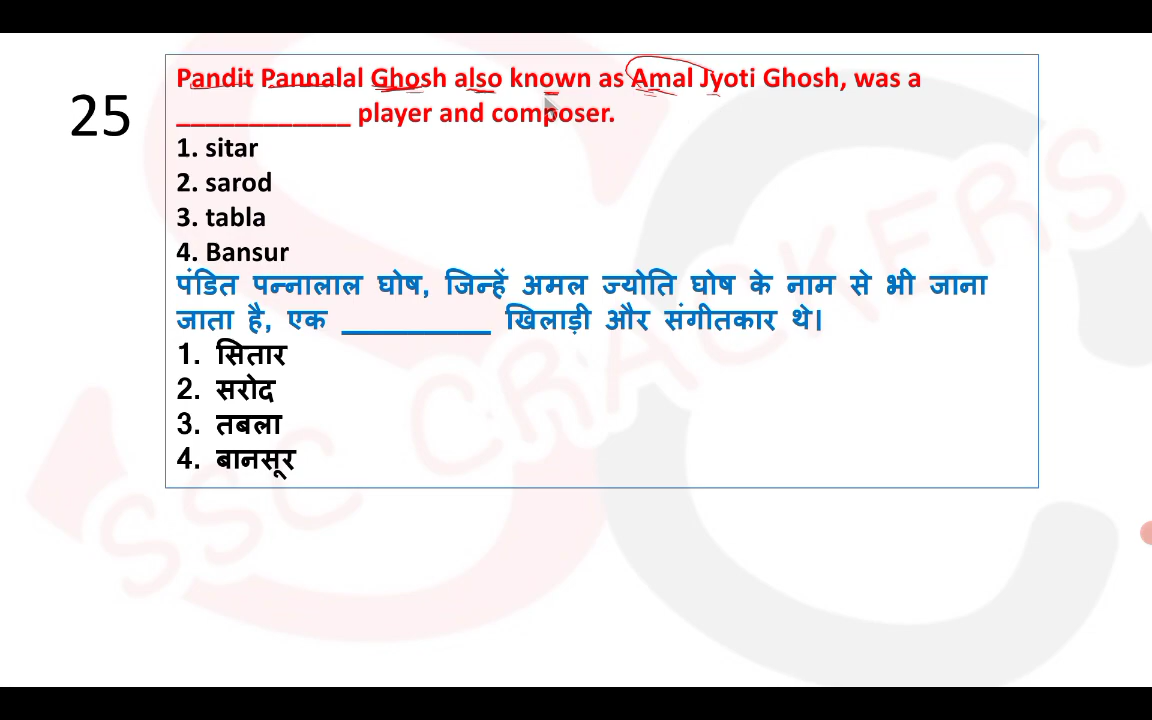 25
Pandit Pannalal Ghosh also known as Amal Jyoti Ghosh, was a
______________ player and composer.
1. sitar
2. sarod
3. tabla
4. Bansur
पंडित पन्नालाल घोष, जिन्हें अमल ज्योति घोष के नाम से भी जाना
जाता है, एक __________ खिलाड़ी और संगीतकार थे।
1. सितार
2. सरोद
3. तबला
4. बानसूर
SSC CRACKERS